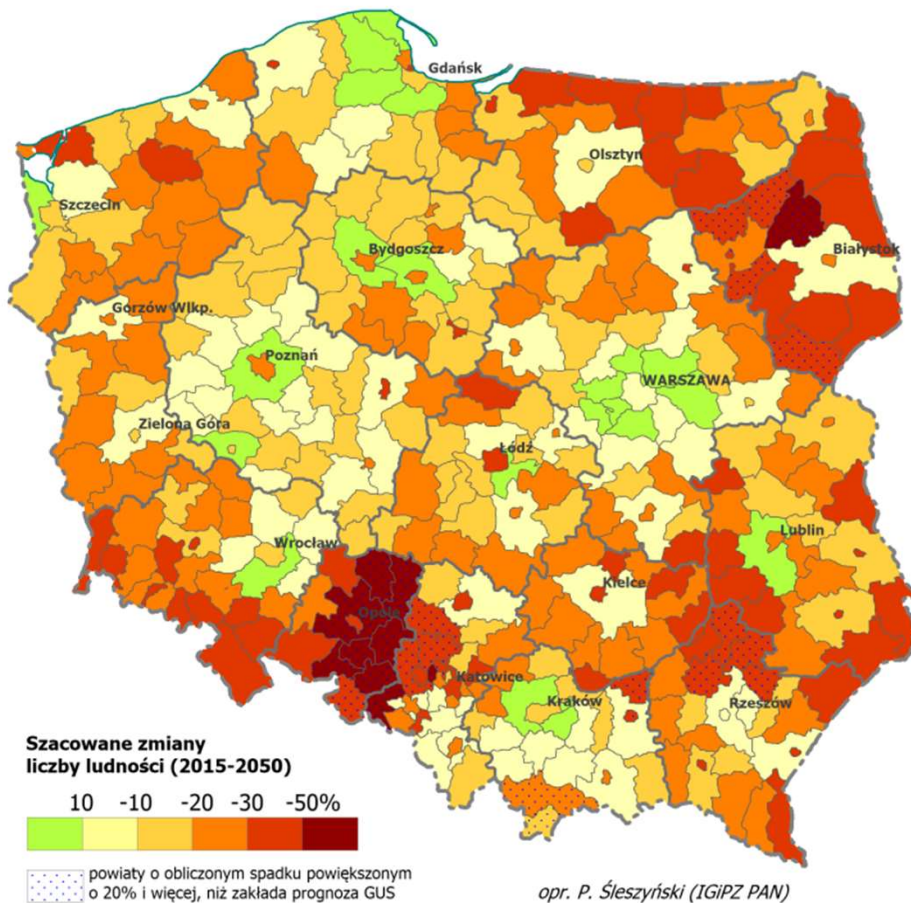 Gdańsk
Olsztyn
Szczecin
Bydgoszcz
Białystok
Gorzów Wlkp.
Poznań
WARSZAWA
Zielona Góra
Łódź
Lublin
Wrocław
Kielce
Opole
Katowice
Kraków
Rzeszów
Szacowane zmiany
liczby ludności (2015-2050)
10 -10 -20 -30 -50%
powiaty o obliczonym spadku powiększonym
o 20% i więcej, niż zakłada prognoza GUS
opr. P. Śleszyński (IGiPZ PAN)